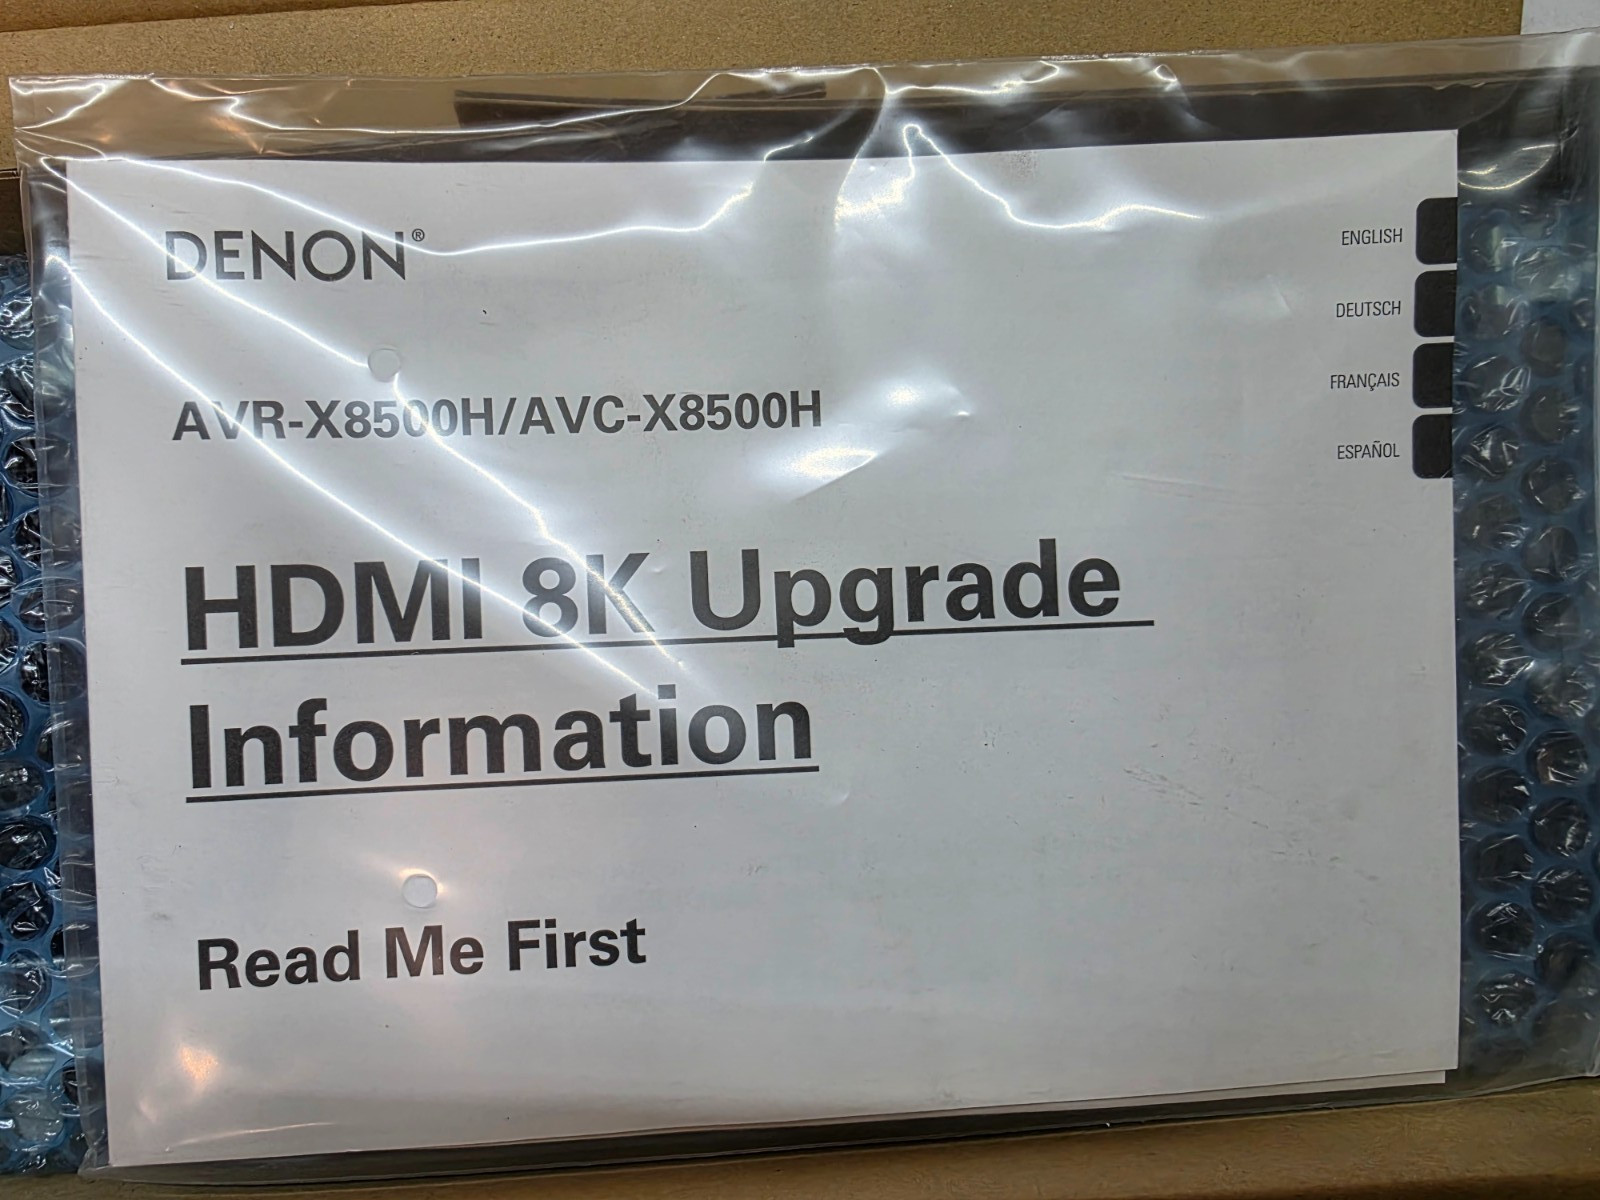 DENON®
AVR-X8500H/AVC-X8500H
HDMI 8K Upgrade
Information
Read Me First
ENGLISH
DEUTSCH
FRANÇAIS
ESPAÑOL